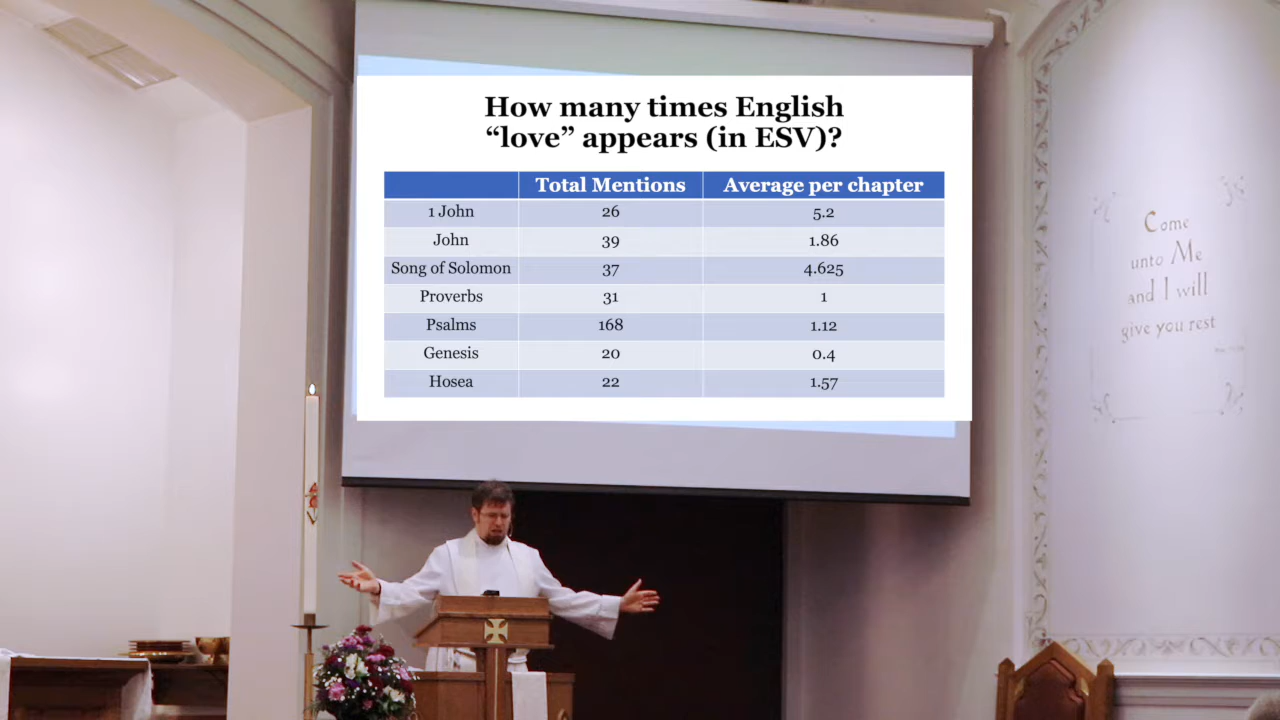 How many times English
“love” appears (in ESV)?
Total Mentions Average per chapter
1 John 26 5.2
John 39 1.86
Song of Solomon 37 4.625
Proverbs 31 1
Psalms 168 1.12
Genesis 20 0.4
Hosea 22 1.57
Come
unto Me
and I will
give you rest